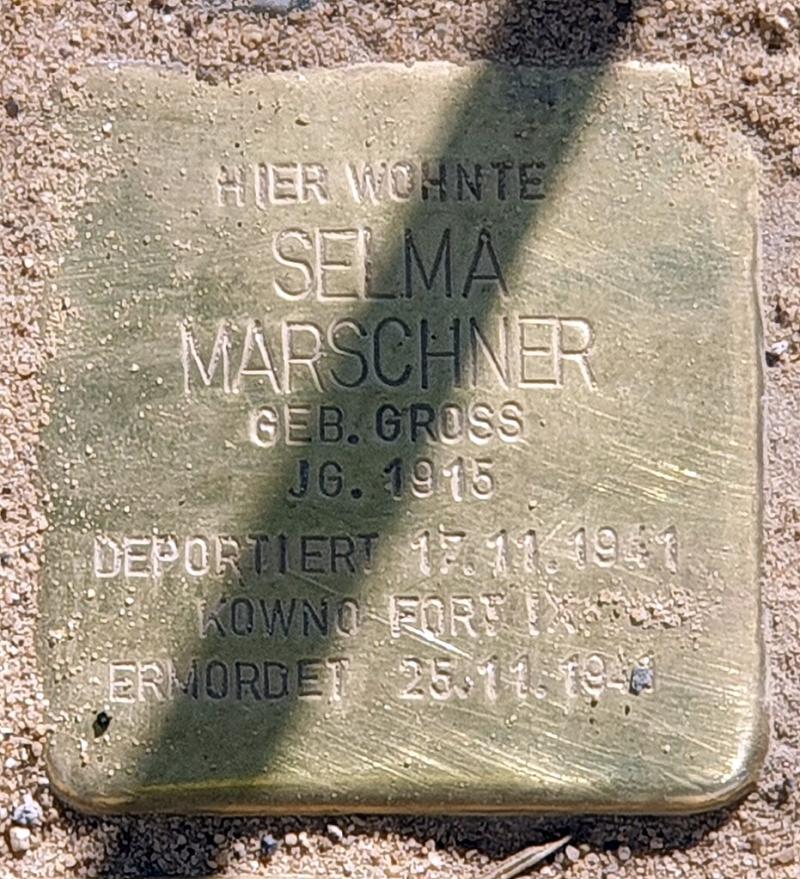 HIER WOHNTE
SELMA
MARSCHNER
GEB. GROSS
JG. 1915
DEPORTIERT 17.11.1941
KOWNO FORT IX
ERMORDET 25.11.1941